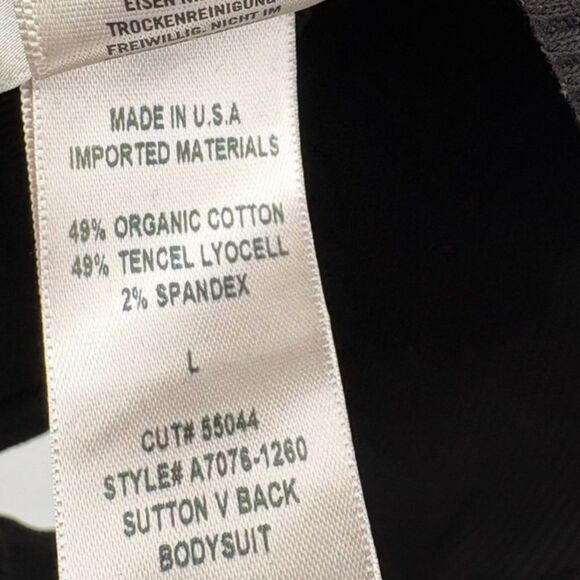 TROCKENREINIGUNG
FREIWILLIG. NICHT IM
MADE IN U.S.A
IMPORTED MATERIALS
49% ORGANIC COTTON
49% TENCEL LYOCELL
2% SPANDEX
L
CUT# 55044
STYLE# A7076-1260
SUTTON V BACK
BODYSUIT